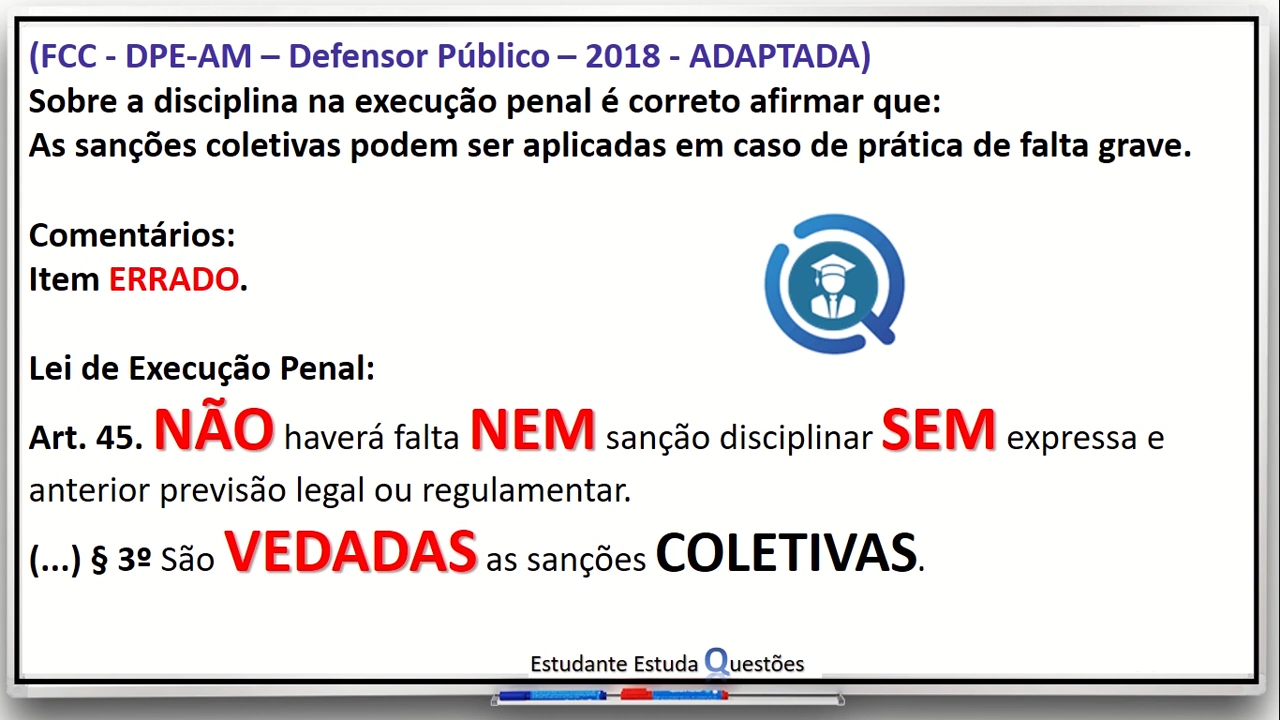 (FCC - DPE-AM – Defensor Público – 2018 - ADAPTADA)
Sobre a disciplina na execução penal é correto afirmar que:
As sanções coletivas podem ser aplicadas em caso de prática de falta grave.
Comentários:
Item ERRADO.
Lei de Execução Penal:
Art. 45. NÃO haverá falta NEM sanção disciplinar SEM expressa e
anterior previsão legal ou regulamentar.
(...) § 3º São VEDADAS as sanções COLETIVAS.
Estudante Estuda Questões